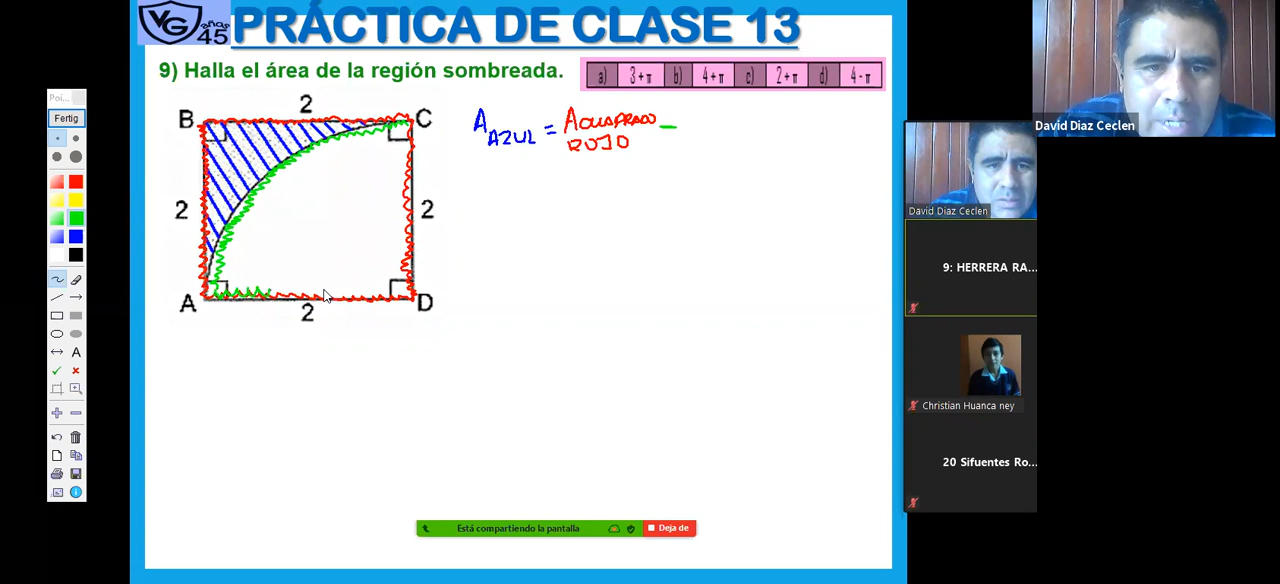 VG
años
45
PRÁCTICA DE CLASE 13
9) Halla el área de la región sombreada.
a) 3+π b) 4+π c) 2+π d) 4-π
Poi...
Fertig
A
B 2 C
2 2
A 2 D
A AZUL = A CUADRADO ROJO –
David Diaz Ceclen
David Diaz Ceclen
9: HERRERA RA...
Christian Huanca ney
20 Sifuentes Ro...
Está compartiendo la pantalla
Deja de